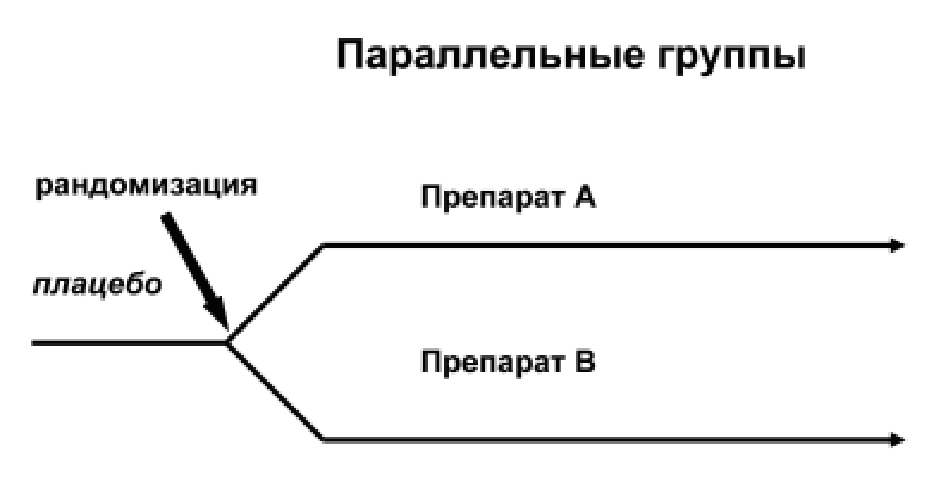 Параллельные группы
рандомизация
Препарат А
плацебо
Препарат В